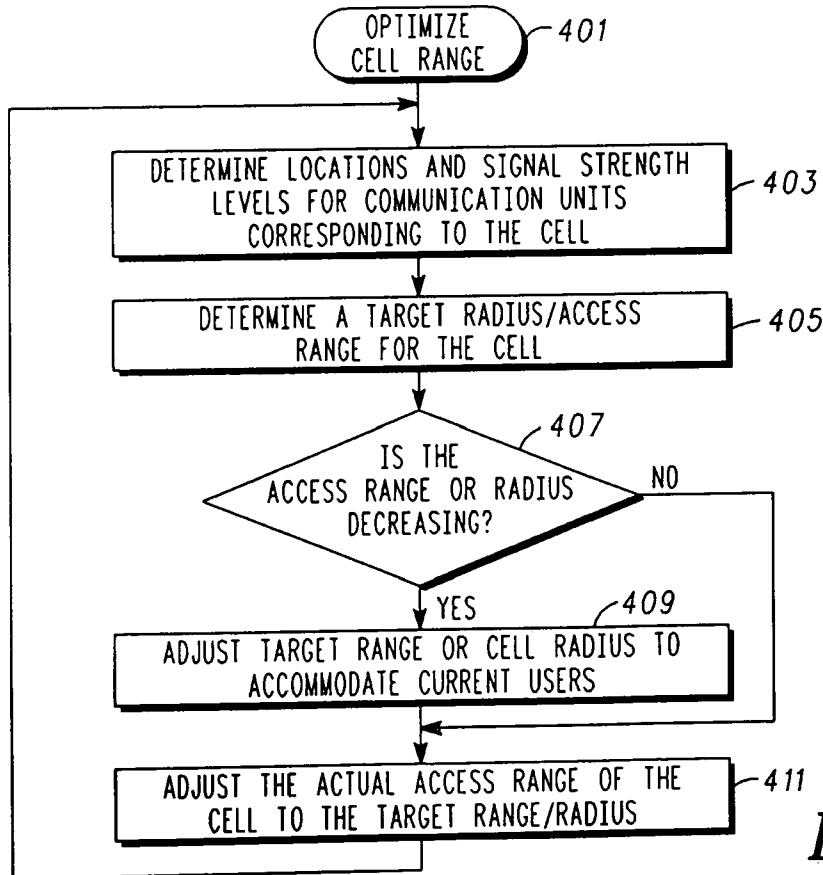 OPTIMIZE
CELL RANGE
401
DETERMINE LOCATIONS AND SIGNAL STRENGTH
LEVELS FOR COMMUNICATION UNITS
CORRESPONDING TO THE CELL
403
DETERMINE A TARGET RADIUS/ACCESS
RANGE FOR THE CELL
405
407
IS THE
ACCESS RANGE OR RADIUS
DECREASING?
NO
YES
409
ADJUST TARGET RANGE OR CELL RADIUS TO
ACCOMMODATE CURRENT USERS
ADJUST THE ACTUAL ACCESS RANGE OF THE
CELL TO THE TARGET RANGE/RADIUS
411